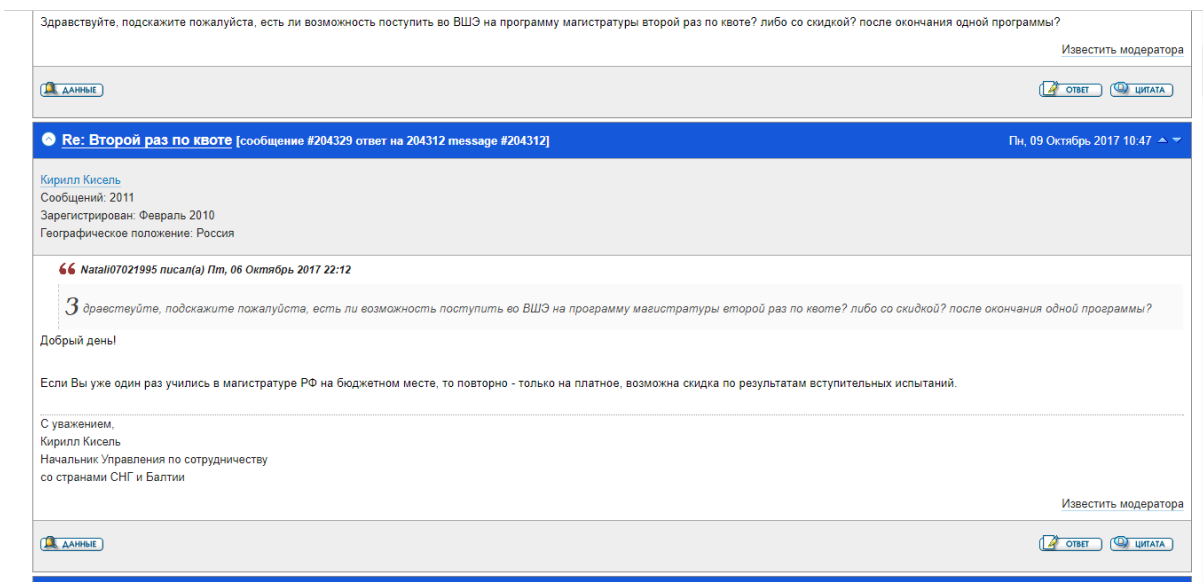 Здравствуйте, подскажите пожалуйста, есть ли возможность поступить во ВШЭ на программу магистратуры второй раз по квоте? либо со скидкой? после окончания одной программы?
Известить модератора
ДАННЫЕ ОТВЕТ ЦИТАТА
Re: Второй раз по квоте [сообщение #204329 ответ на 204312 message #204312] Пн, 09 Октябрь 2017 10:47
Кирилл Кисель
Сообщений: 2011
Зарегистрирован: Февраль 2010
Географическое положение: Россия
Natali07021995 писал(а) Пт, 06 Октябрь 2017 22:12
Здравствуйте, подскажите пожалуйста, есть ли возможность поступить во ВШЭ на программу магистратуры второй раз по квоте? либо со скидкой? после окончания одной программы?
Добрый день!
Если Вы уже один раз учились в магистратуре РФ на бюджетном месте, то повторно - только на платное, возможна скидка по результатам вступительных испытаний.
С уважением,
Кирилл Кисель
Начальник Управления по сотрудничеству
со странами СНГ и Балтии
Известить модератора
ДАННЫЕ ОТВЕТ ЦИТАТА